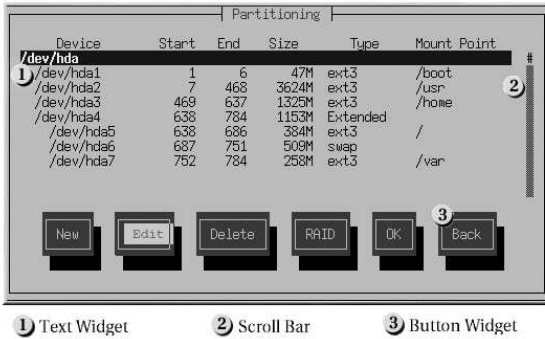 Partitioning
Device Start End Size Type Mount Point
/dev/hda
#
/dev/hda1 1 6 47M ext3 /boot
/dev/hda2 7 468 3624M ext3 /usr
/dev/hda3 469 637 1325M ext3 /home
/dev/hda4 638 784 1153M Extended
/dev/hda5 638 686 384M ext3 /
/dev/hda6 687 751 509M swap
/dev/hda7 752 784 258M ext3 /var
1
2
3
New Edit Delete RAID OK Back
1 Text Widget 2 Scroll Bar 3 Button Widget